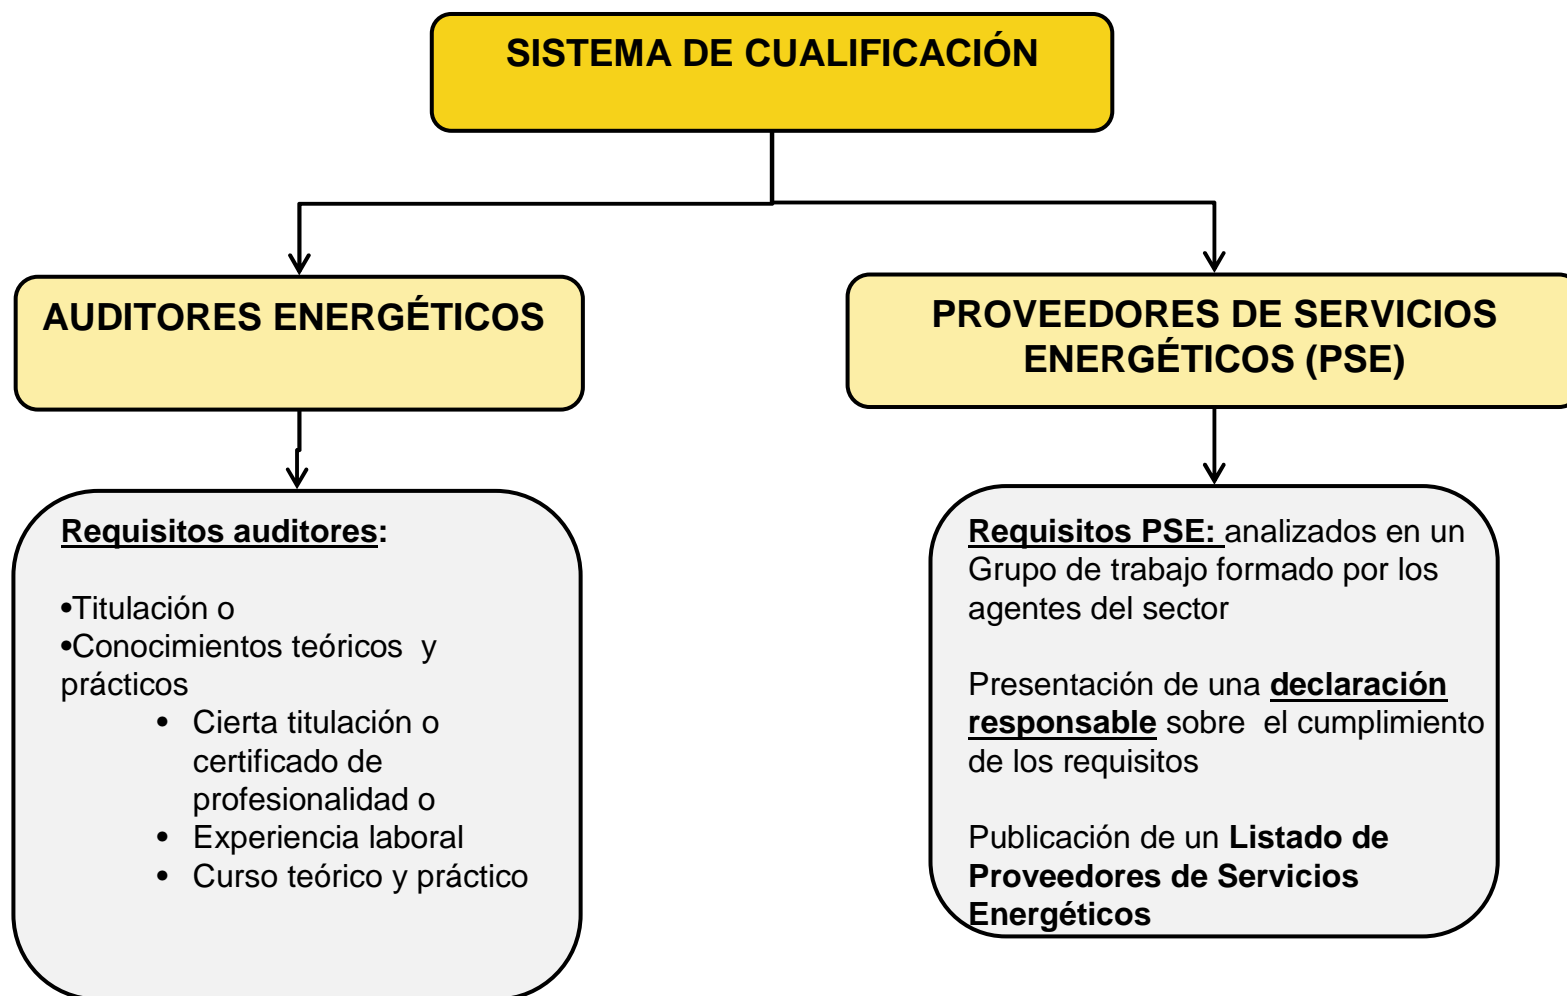 SISTEMA DE CUALIFICACIÓN
AUDITORES ENERGÉTICOS
PROVEEDORES DE SERVICIOS
ENERGÉTICOS (PSE)
Requisitos auditores:
•Titulación o
•Conocimientos teóricos y
prácticos
• Cierta titulación o
certificado de
profesionalidad o
• Experiencia laboral
• Curso teórico y práctico
Requisitos PSE: analizados en un
Grupo de trabajo formado por los
agentes del sector
Presentación de una declaración
responsable sobre el cumplimiento
de los requisitos
Publicación de un Listado de
Proveedores de Servicios
Energéticos